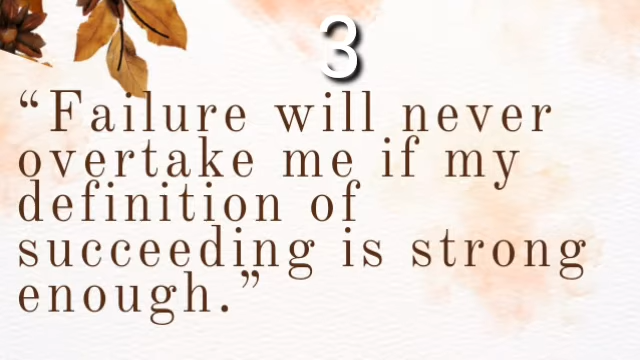 3
“Failure will never
overtake me if my
definition of
succeeding is strong
enough.”